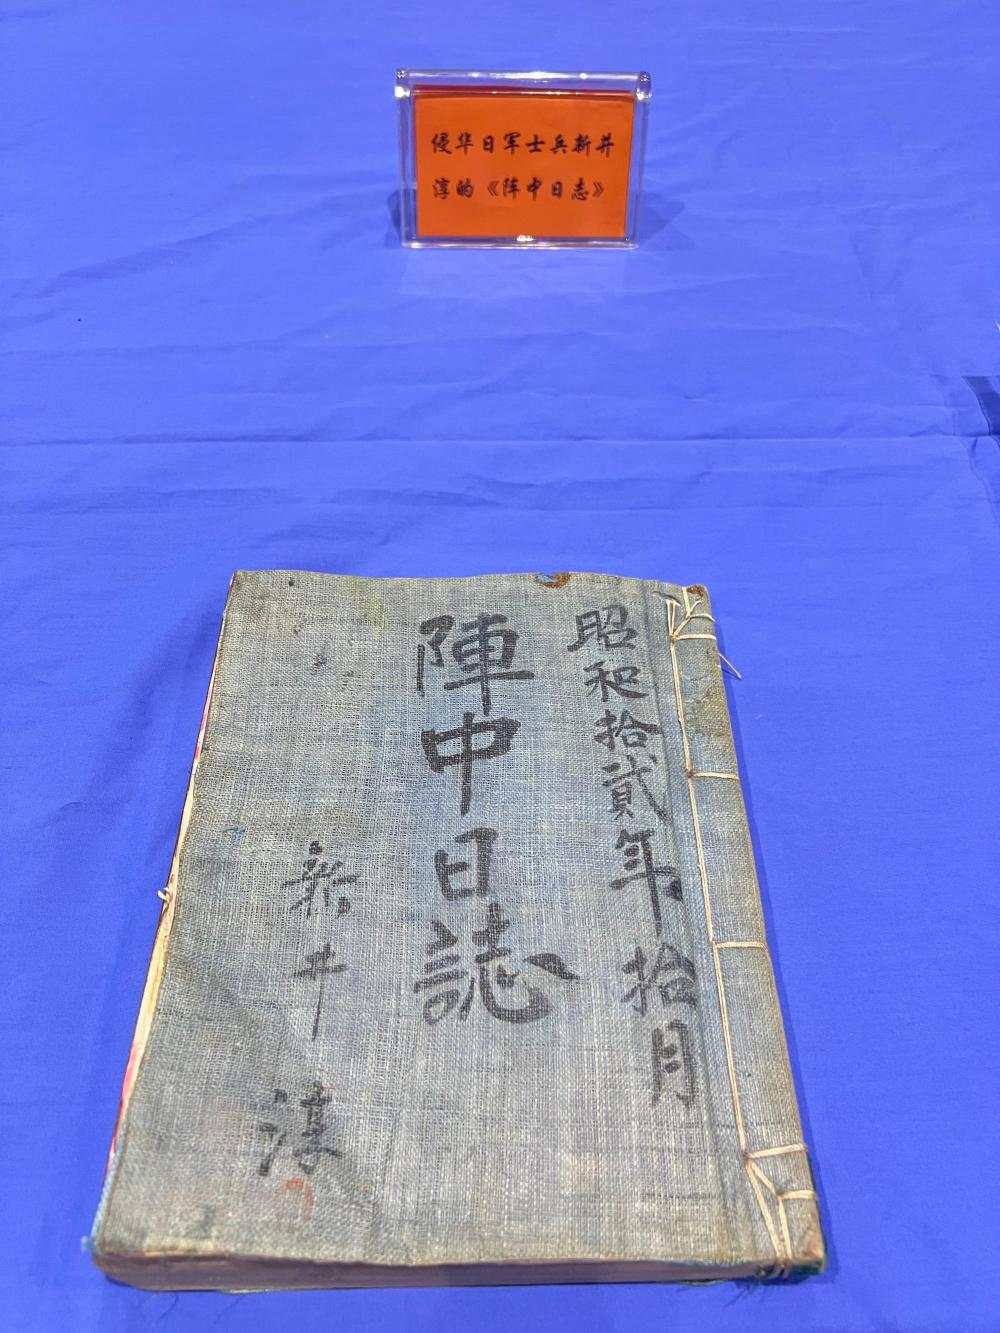 侵华日军士兵新井
淳的《阵中日志》
昭和拾貳年拾月
陣中日誌
新井淳